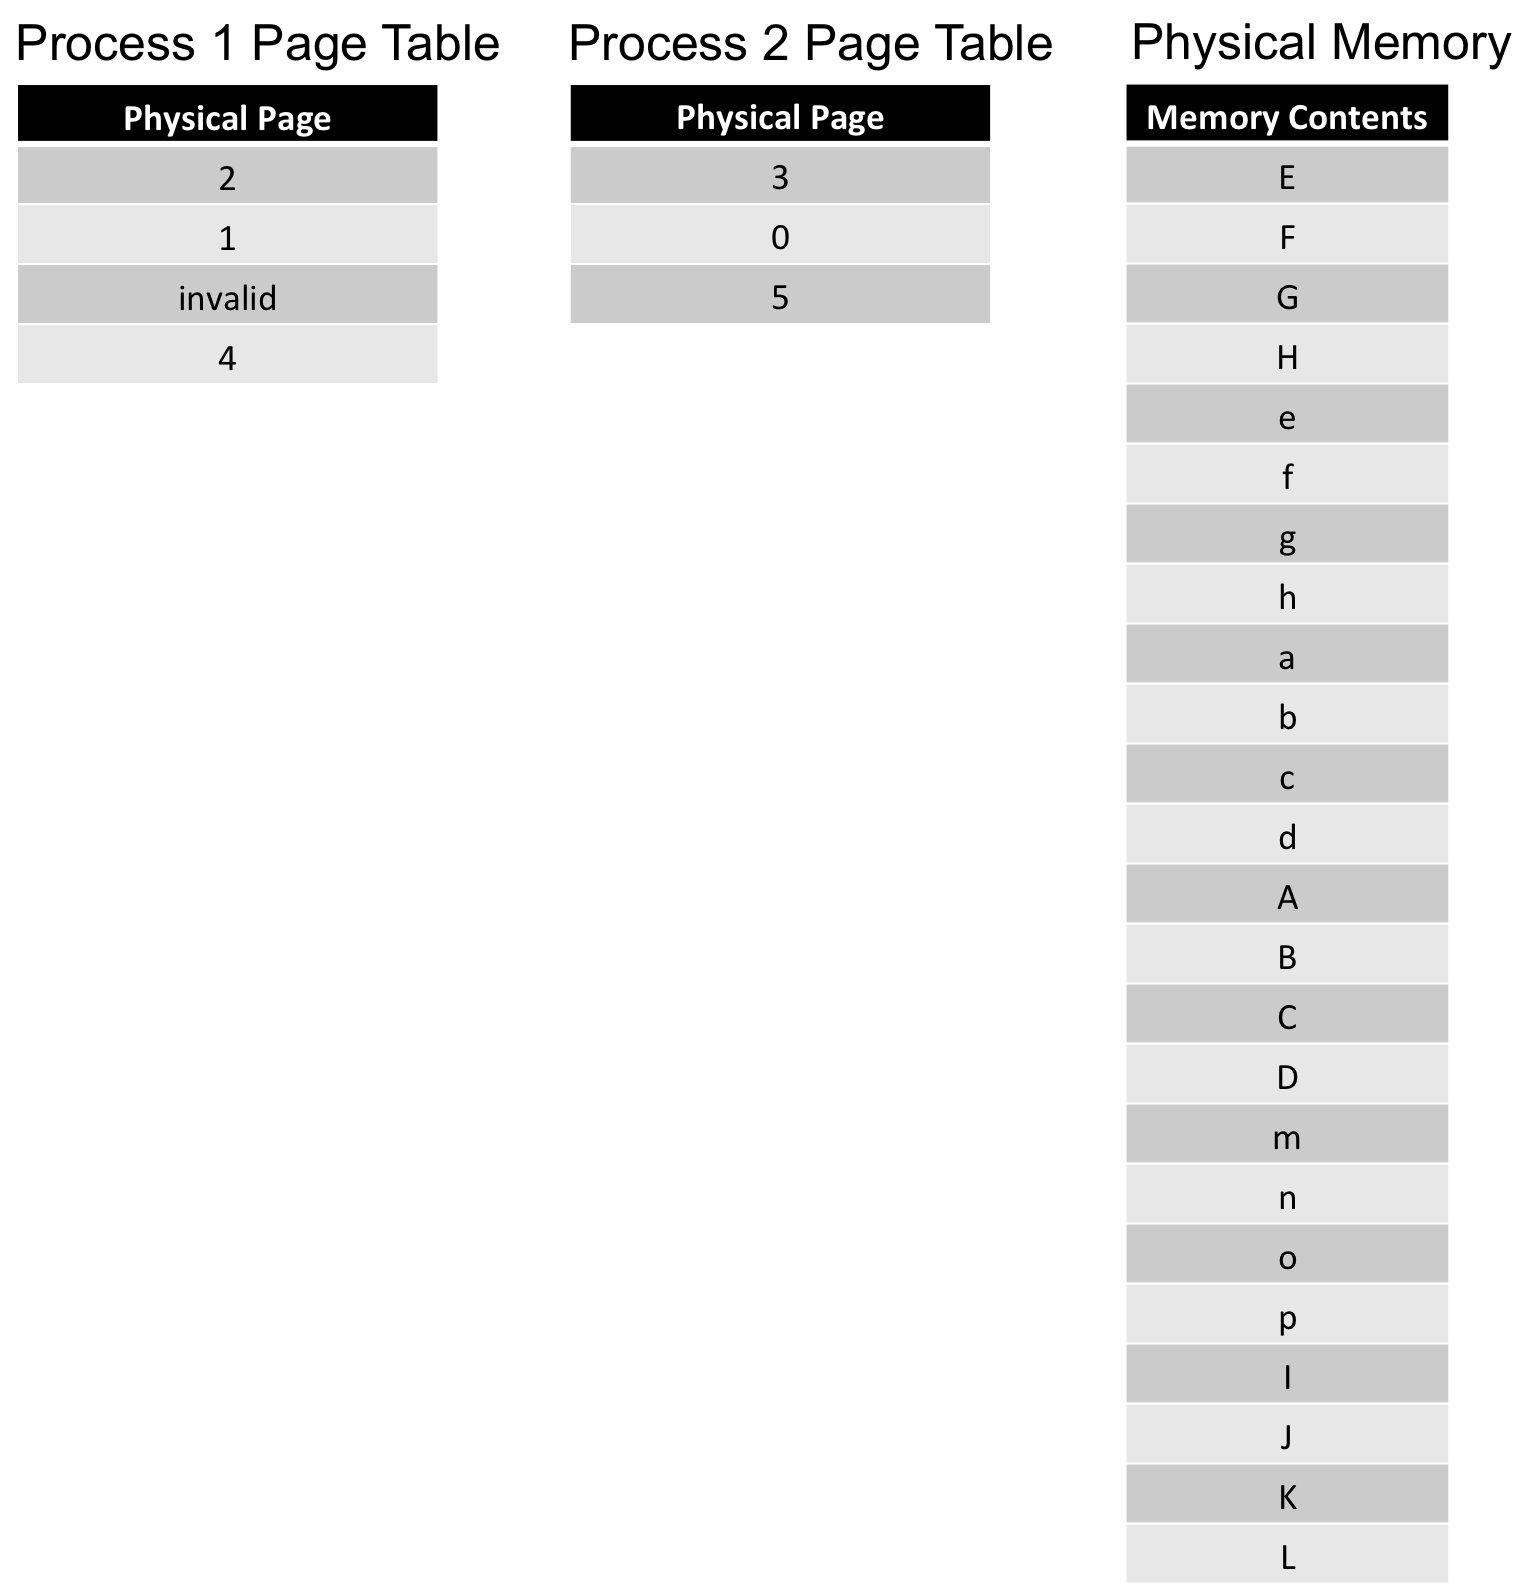 Process 1 Page Table
Physical Page
2
1
invalid
4
Process 2 Page Table
Physical Page
3
0
5
Physical Memory
Memory Contents
E
F
G
H
e
f
g
h
a
b
c
d
A
B
C
D
m
n
o
p
I
J
K
L